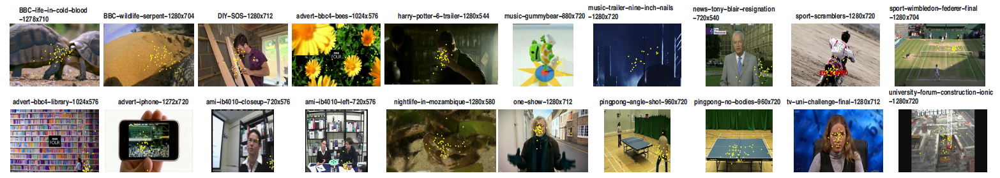 BBC-life-in-cold-blood
-1278x710
BBC-wildlife-serpent-1280x704
DIY-SOS-1280x712
advert-bbc4-bees-1024x576
harry-potter-6-trailer-1280x544
music-gummybear-880x720
music-trailer-nine-inch-nails
-1280x720
news-tony-blair-resignation
-720x540
sport-scramblers-1280x720
sport-wimbledon-federer-final
-1280x704
BBC
FOUR
advert-bbc4-library-1024x576
advert-iphone-1272x720
ami-ib4010-closeup-720x576
ami-ib4010-left-720x576
nightlife-in-mozambique-1280x580
one-show-1280x712
pingpong-angle-shot-960x720
pingpong-no-bodies-960x720
tv-uni-challenge-final-1280x712
university-forum-construction-ionic
-1280x720
BBC
FOUR